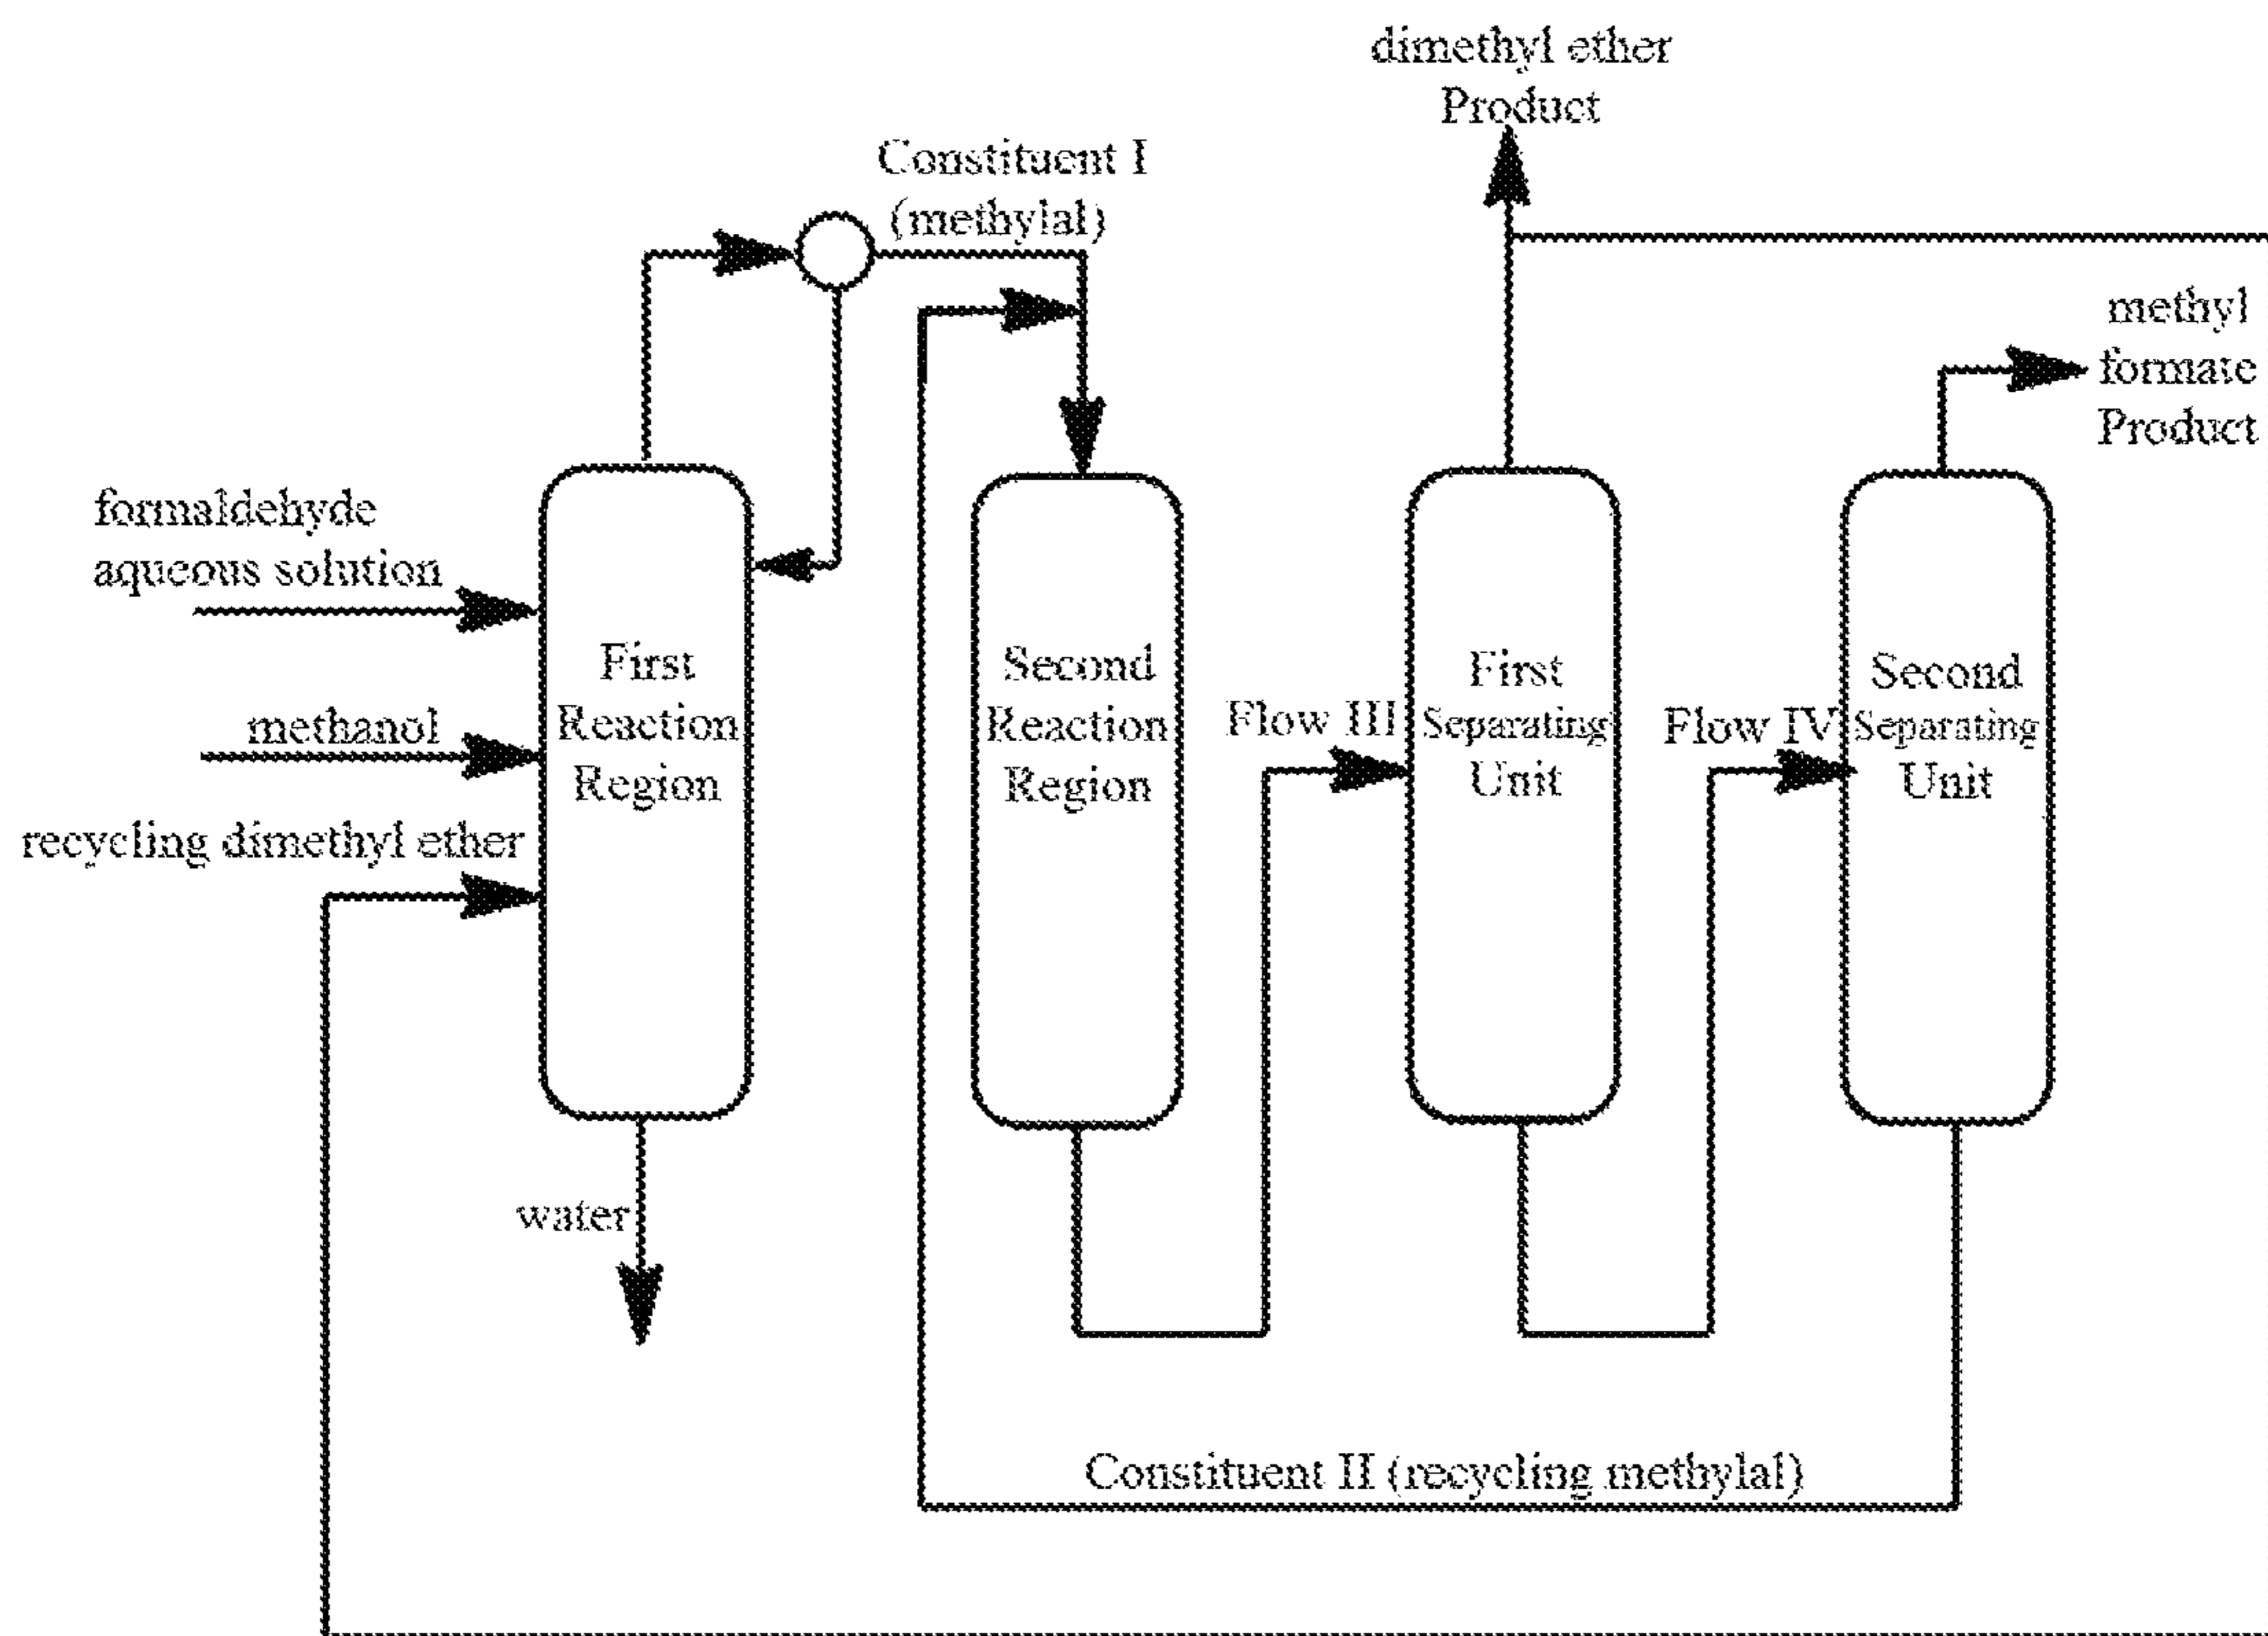 dimethyl ether
Product
Constituent I
(methylal)
methyl
formate
Product
formaldehyde
aqueous solution
methanol
recycling dimethyl ether
First
Reaction
Region
Second
Reaction
Region
Flow III
First
Separating
Unit
Flow IV
Second
Separating
Unit
water
Constituent II (recycling methylal)